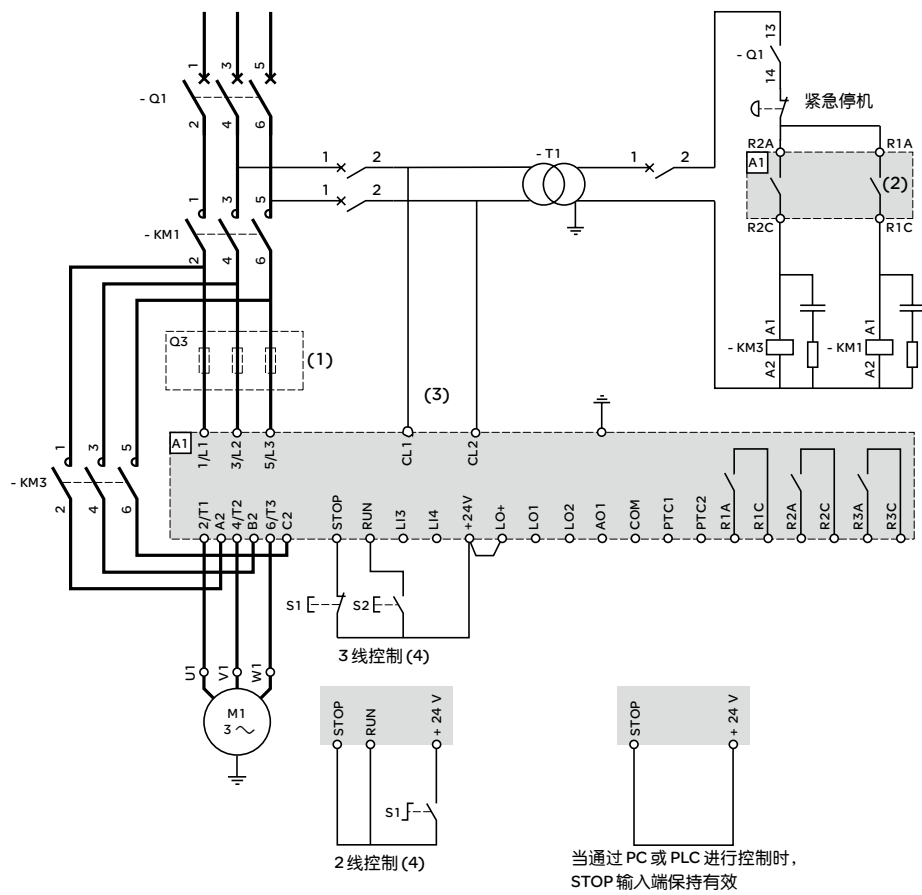 1
3
5
- Q1
2
4
6
13
- Q1
14
紧急停机
1
2
- T1
1
2
1
2
R2A
R1A
A1
(2)
R2C
R1C
1
3
5
- KM1
2
4
6
Q3
(1)
A1
- KM3
A2
A1
- KM1
A2
(3)
A1
1/L1
3/L2
5/L3
CL1
CL2
1
3
5
- KM3
2
4
6
2/T1
A2
4/T2
B2
6/T3
C2
STOP
RUN
LI3
LI4
+24V
LO+
LO1
LO2
AO1
COM
PTC1
PTC2
R1A
R1C
R2A
R2C
R3A
R3C
S1
S2
3 线控制 (4)
U1
V1
W1
M1
3
STOP
RUN
+ 24 V
S1
2 线控制 (4)
STOP
+ 24 V
当通过 PC 或 PLC 进行控制时，
STOP 输入端保持有效